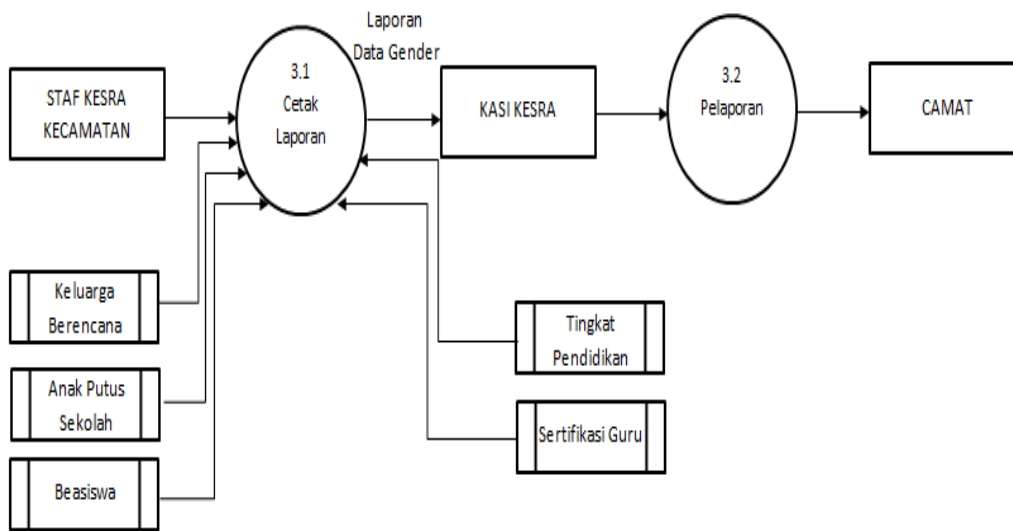 Laporan
Data Gender
STAF KESRA
KECAMATAN
3.1
Cetak
Laporan
KASI KESRA
3.2
Pelaporan
CAMAT
Keluarga
Berencana
Anak Putus
Sekolah
Beasiswa
Tingkat
Pendidikan
Sertifikasi Guru